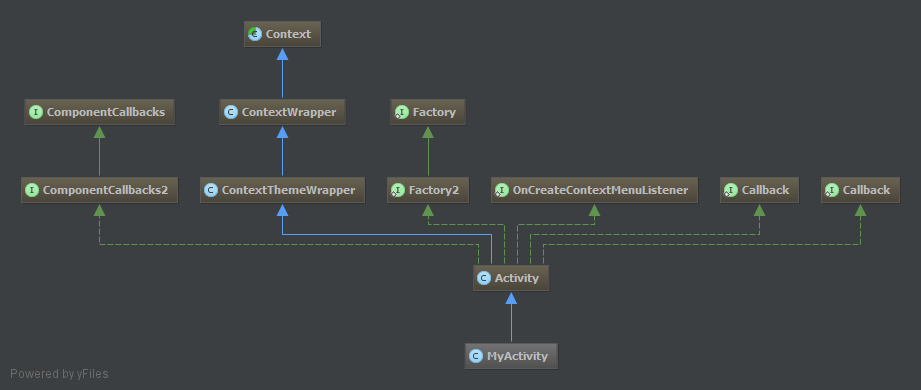 Context
ComponentCallbacks
ContextWrapper
Factory
ComponentCallbacks2
ContextThemeWrapper
Factory2
OnCreateContextMenuListener
Callback
Callback
Activity
MyActivity
Powered by yFiles